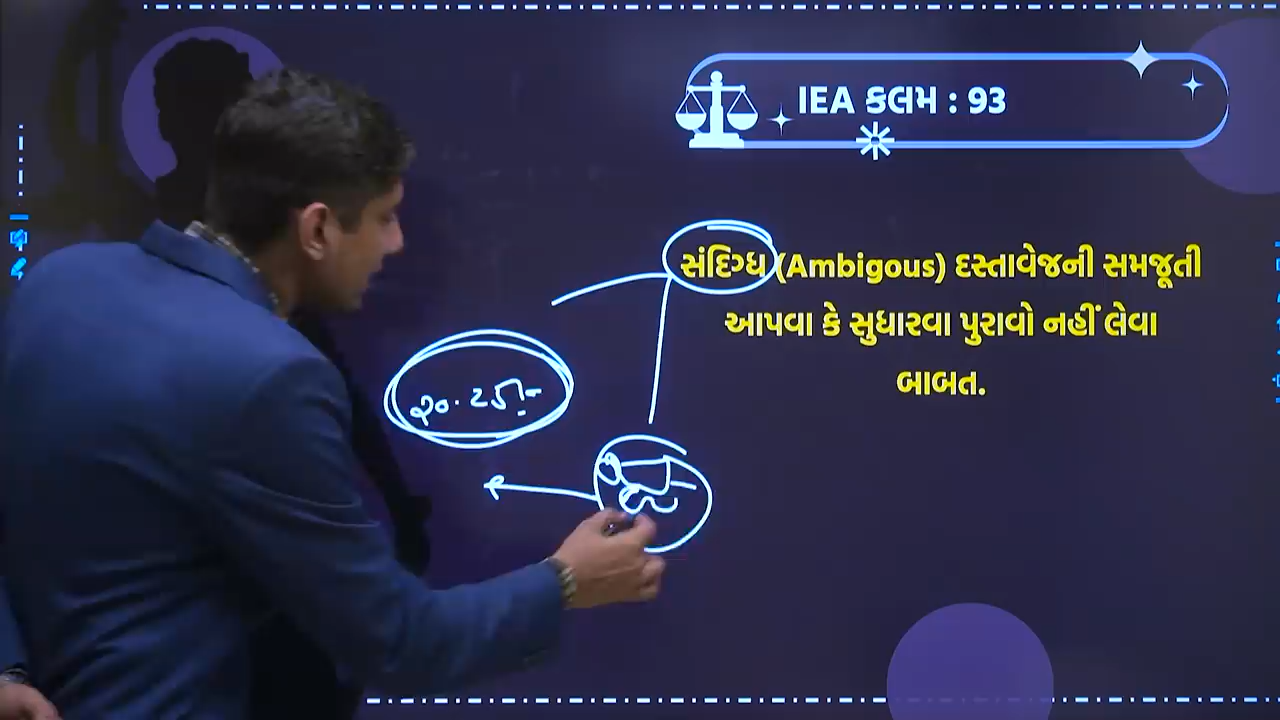 IEA કલમ : 93
સંદિગ્ધ (Ambigous) દસ્તાવેજની સમજૂતી
આપવા કે સુધારવા પુરાવો નહીં લેવા
બાબત.